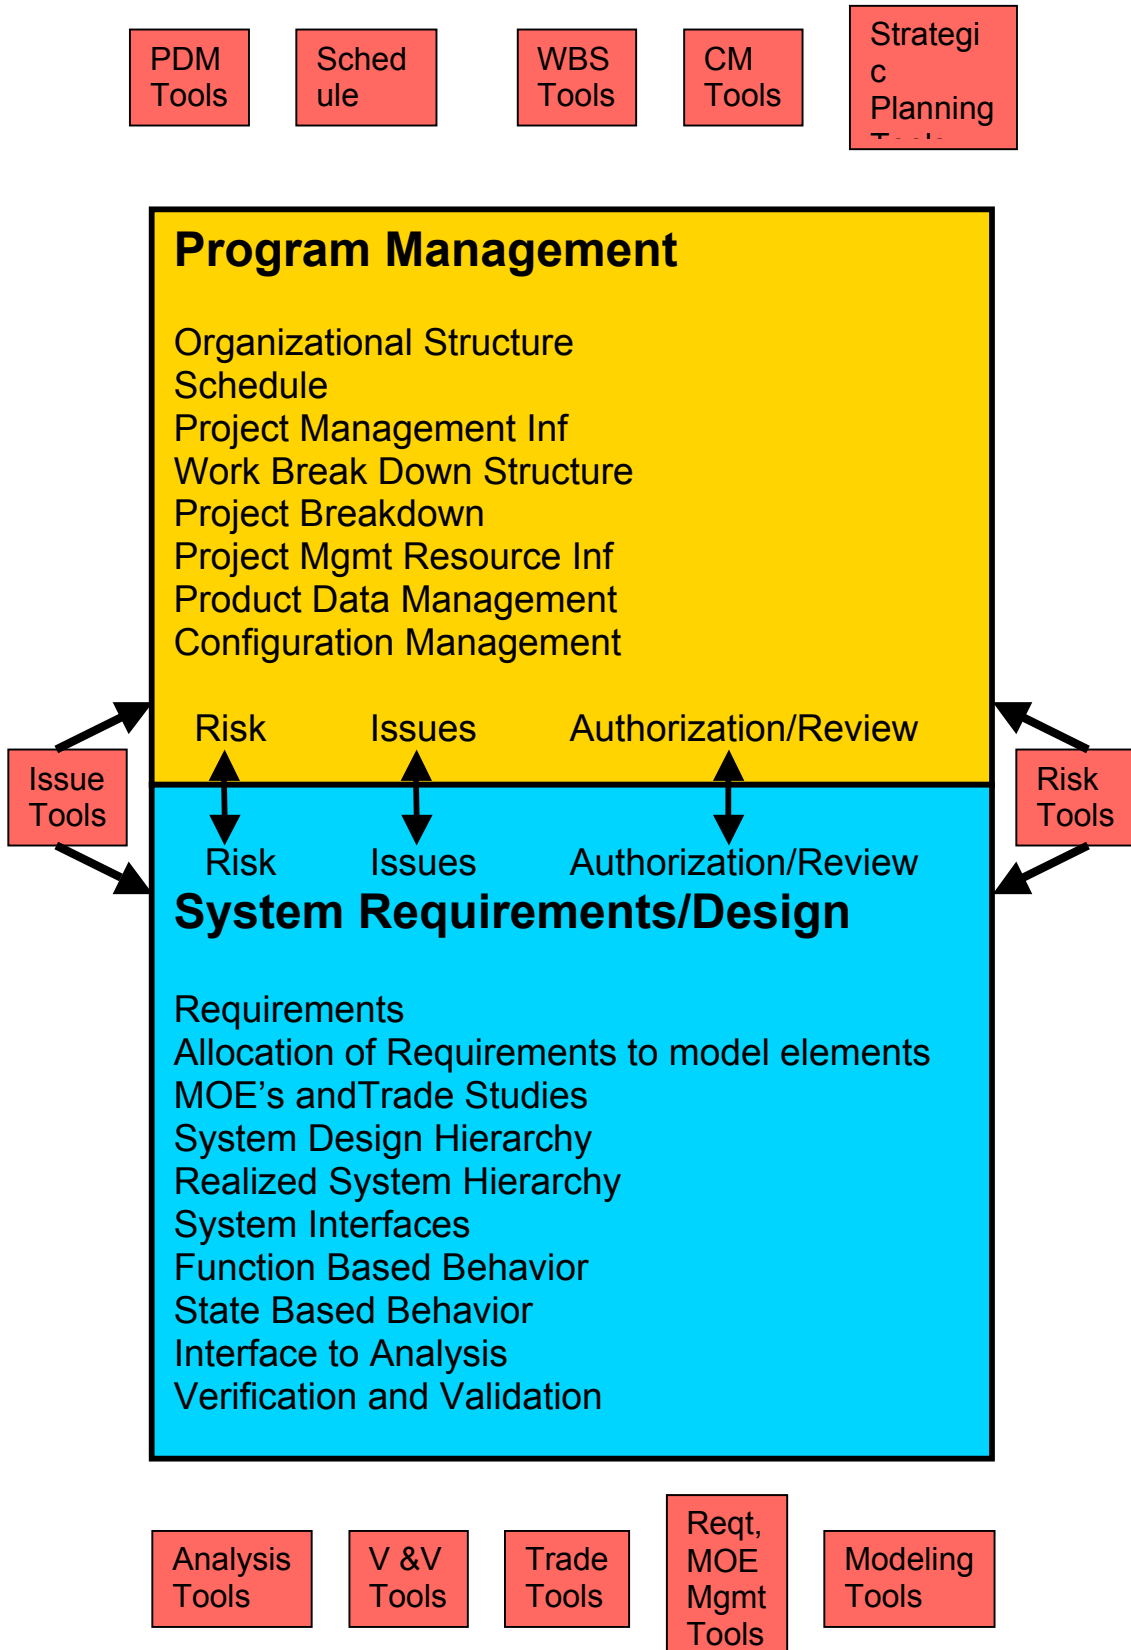 PDM
Tools
Sched
ule
WBS
Tools
CM
Tools
Strategi
c
Planning
Program Management
Organizational Structure
Schedule
Project Management Inf
Work Break Down Structure
Project Breakdown
Project Mgmt Resource Inf
Product Data Management
Configuration Management
Risk Issues Authorization/Review
Issue
Tools
Risk
Tools
Risk Issues Authorization/Review
System Requirements/Design
Requirements
Allocation of Requirements to model elements
MOE’s andTrade Studies
System Design Hierarchy
Realized System Hierarchy
System Interfaces
Function Based Behavior
State Based Behavior
Interface to Analysis
Verification and Validation
Analysis
Tools
V &V
Tools
Trade
Tools
Reqt,
MOE
Mgmt
Tools
Modeling
Tools